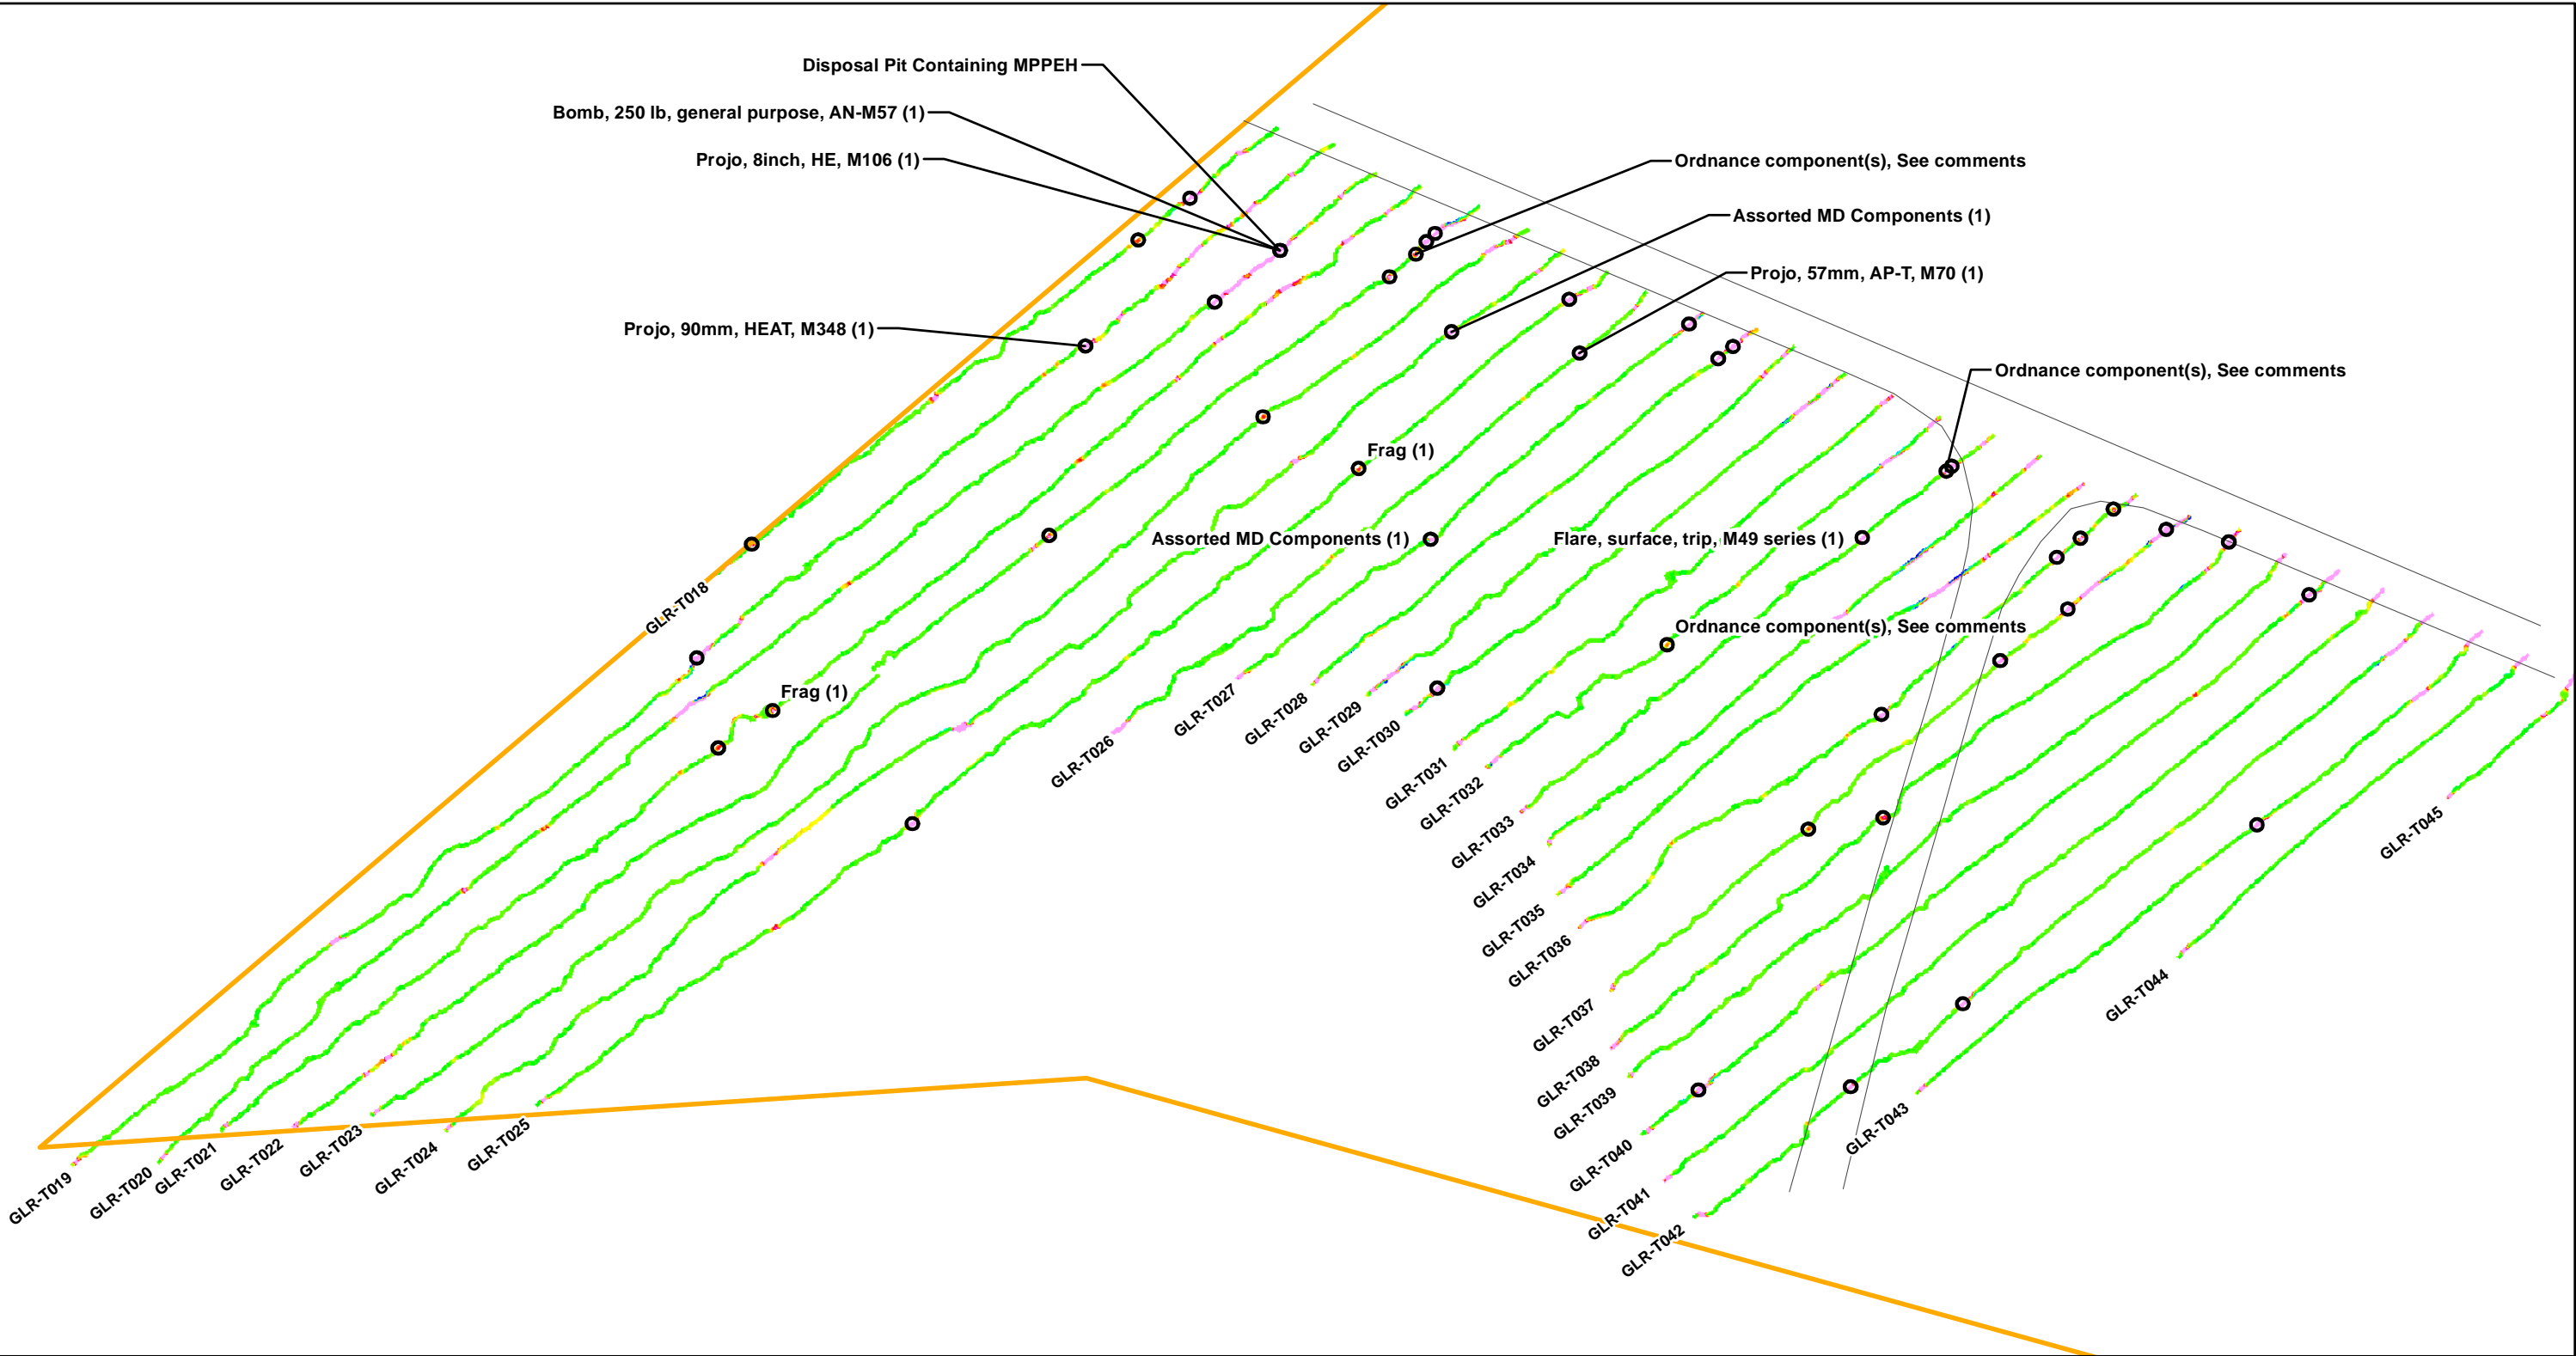 Disposal Pit Containing MPPEH
Bomb, 250 lb, general purpose, AN-M57 (1)
Projo, 8inch, HE, M106 (1)
Ordnance component(s), See comments
Assorted MD Components (1)
Projo, 57mm, AP-T, M70 (1)
Projo, 90mm, HEAT, M348 (1)
Ordnance component(s), See comments
Frag (1)
Assorted MD Components (1)
Flare, surface, trip, M49 series (1)
Ordnance component(s), See comments
Frag (1)
GLR-T018
GLR-T019
GLR-T020
GLR-T021
GLR-T022
GLR-T023
GLR-T024
GLR-T025
GLR-T026
GLR-T027
GLR-T028
GLR-T029
GLR-T030
GLR-T031
GLR-T032
GLR-T033
GLR-T034
GLR-T035
GLR-T036
GLR-T037
GLR-T038
GLR-T039
GLR-T040
GLR-T041
GLR-T042
GLR-T043
GLR-T044
GLR-T045